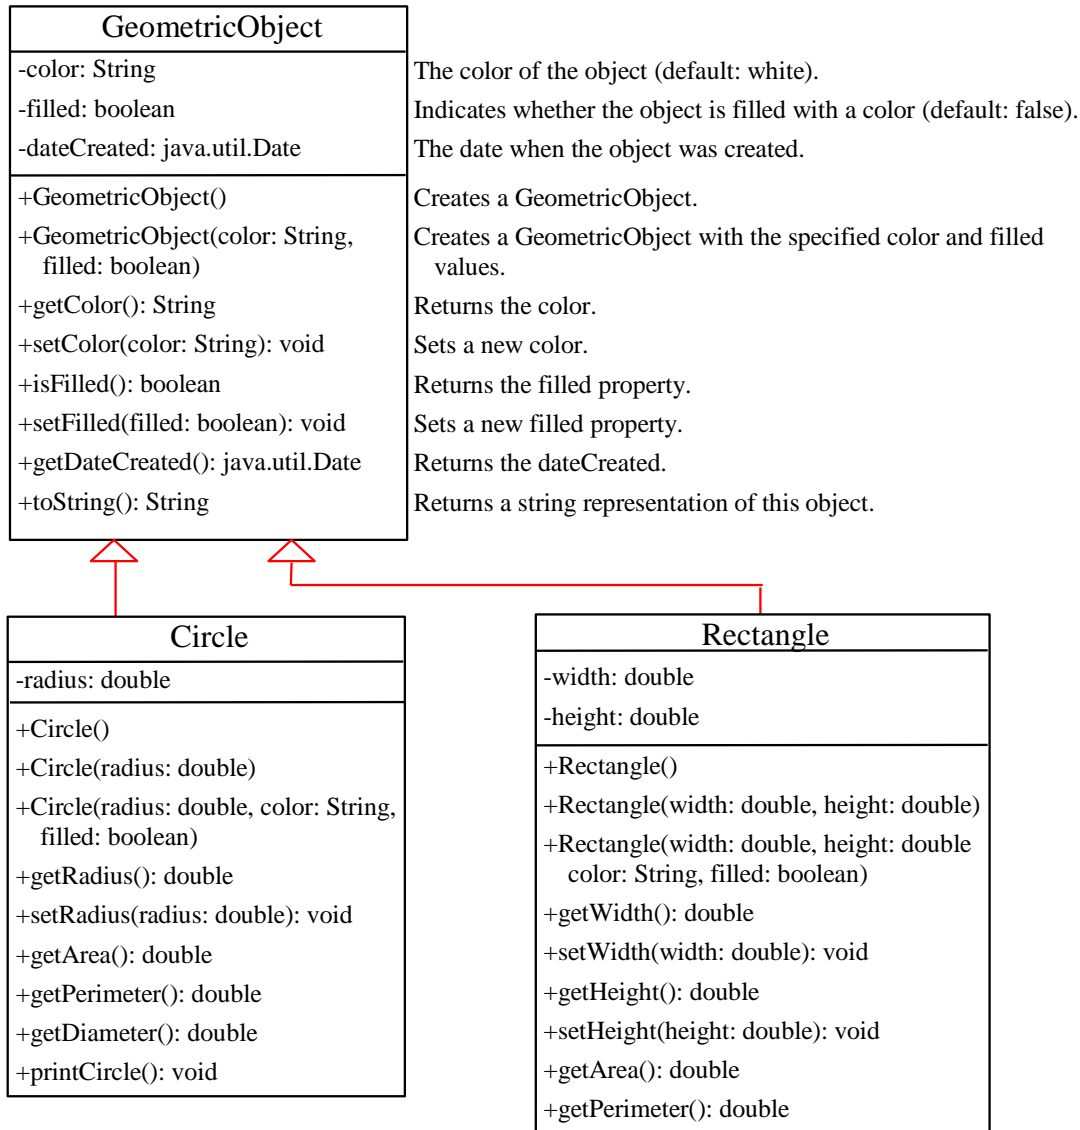 GeometricObject
-color: String
The color of the object (default: white).
-filled: boolean
Indicates whether the object is filled with a color (default: false).
-dateCreated: java.util.Date
The date when the object was created.
+GeometricObject()
Creates a GeometricObject.
+GeometricObject(color: String,
filled: boolean)
Creates a GeometricObject with the specified color and filled
values.
+getColor(): String
Returns the color.
+setColor(color: String): void
Sets a new color.
+isFilled(): boolean
Returns the filled property.
+setFilled(filled: boolean): void
Sets a new filled property.
+getDateCreated(): java.util.Date
Returns the dateCreated.
+toString(): String
Returns a string representation of this object.
Circle
-radius: double
+Circle()
+Circle(radius: double)
+Circle(radius: double, color: String,
filled: boolean)
+getRadius(): double
+setRadius(radius: double): void
+getArea(): double
+getPerimeter(): double
+getDiameter(): double
+printCircle(): void
Rectangle
-width: double
-height: double
+Rectangle()
+Rectangle(width: double, height: double)
+Rectangle(width: double, height: double
color: String, filled: boolean)
+getWidth(): double
+setWidth(width: double): void
+getHeight(): double
+setHeight(height: double): void
+getArea(): double
+getPerimeter(): double